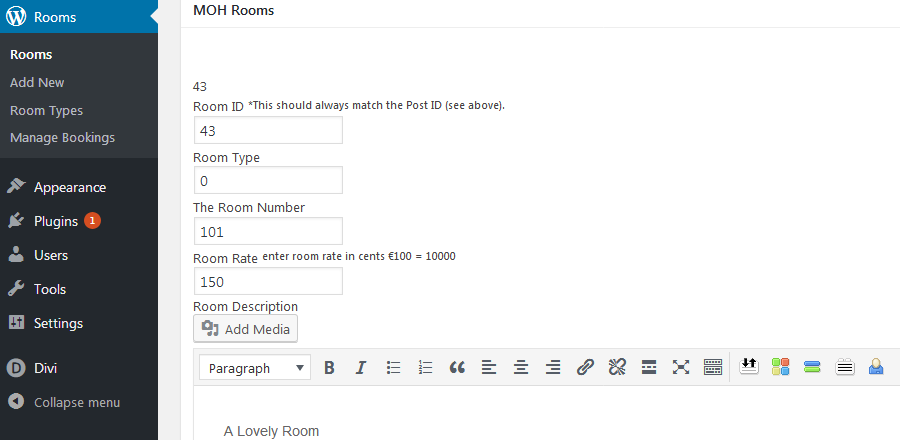 Rooms
Rooms
Add New
Room Types
Manage Bookings
Appearance
Plugins 1
Users
Tools
Settings
Divi
Collapse menu
MOH Rooms
43
Room ID *This should always match the Post ID (see above).
43
Room Type
0
The Room Number
101
Room Rate enter room rate in cents €100 = 10000
150
Room Description
Add Media
Paragraph
A Lovely Room